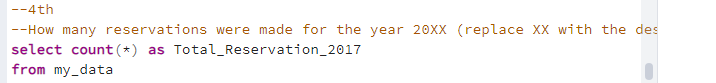 --4th
--How many reservations were made for the year 20XX (replace XX with the des
select count(*) as Total_Reservation_2017
from my_data